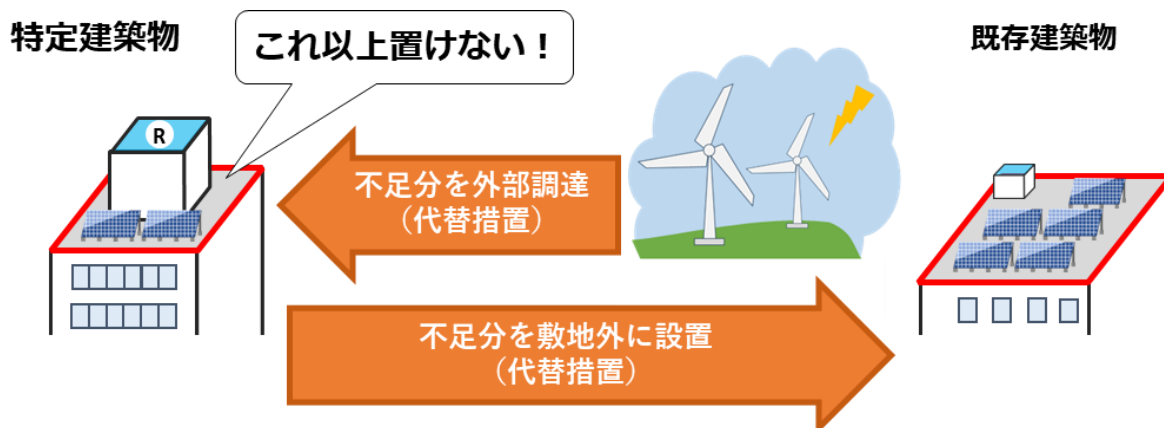 特定建築物
これ以上置けない！
既存建築物
R
不足分を外部調達
（代替措置）
不足分を敷地外に設置
（代替措置）